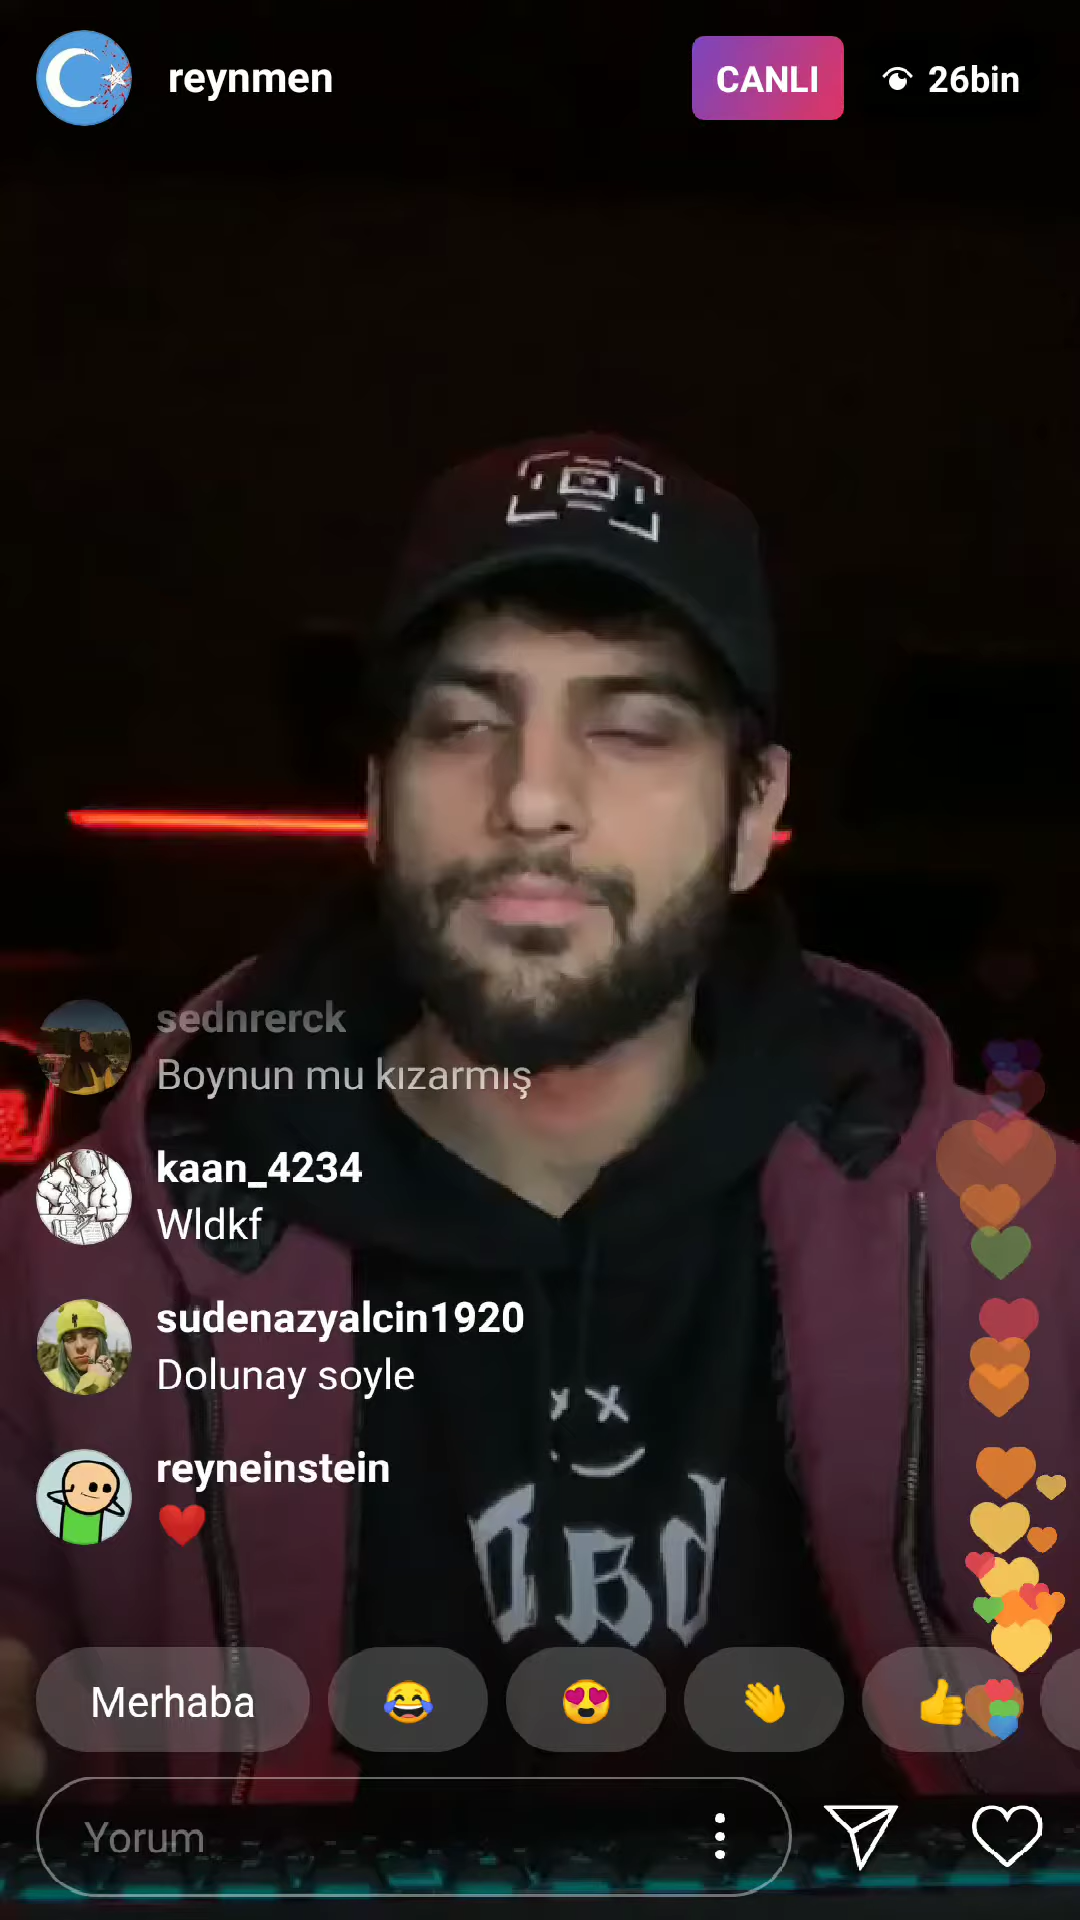 reynmen
CANLI
26bin
sednrerck
Boynun mu kızarmış
kaan_4234
Wldkf
sudenazyalcin1920
Dolunay soyle
reyneinstein
❤️
Merhaba
😂
😍
👏
👍
Yorum